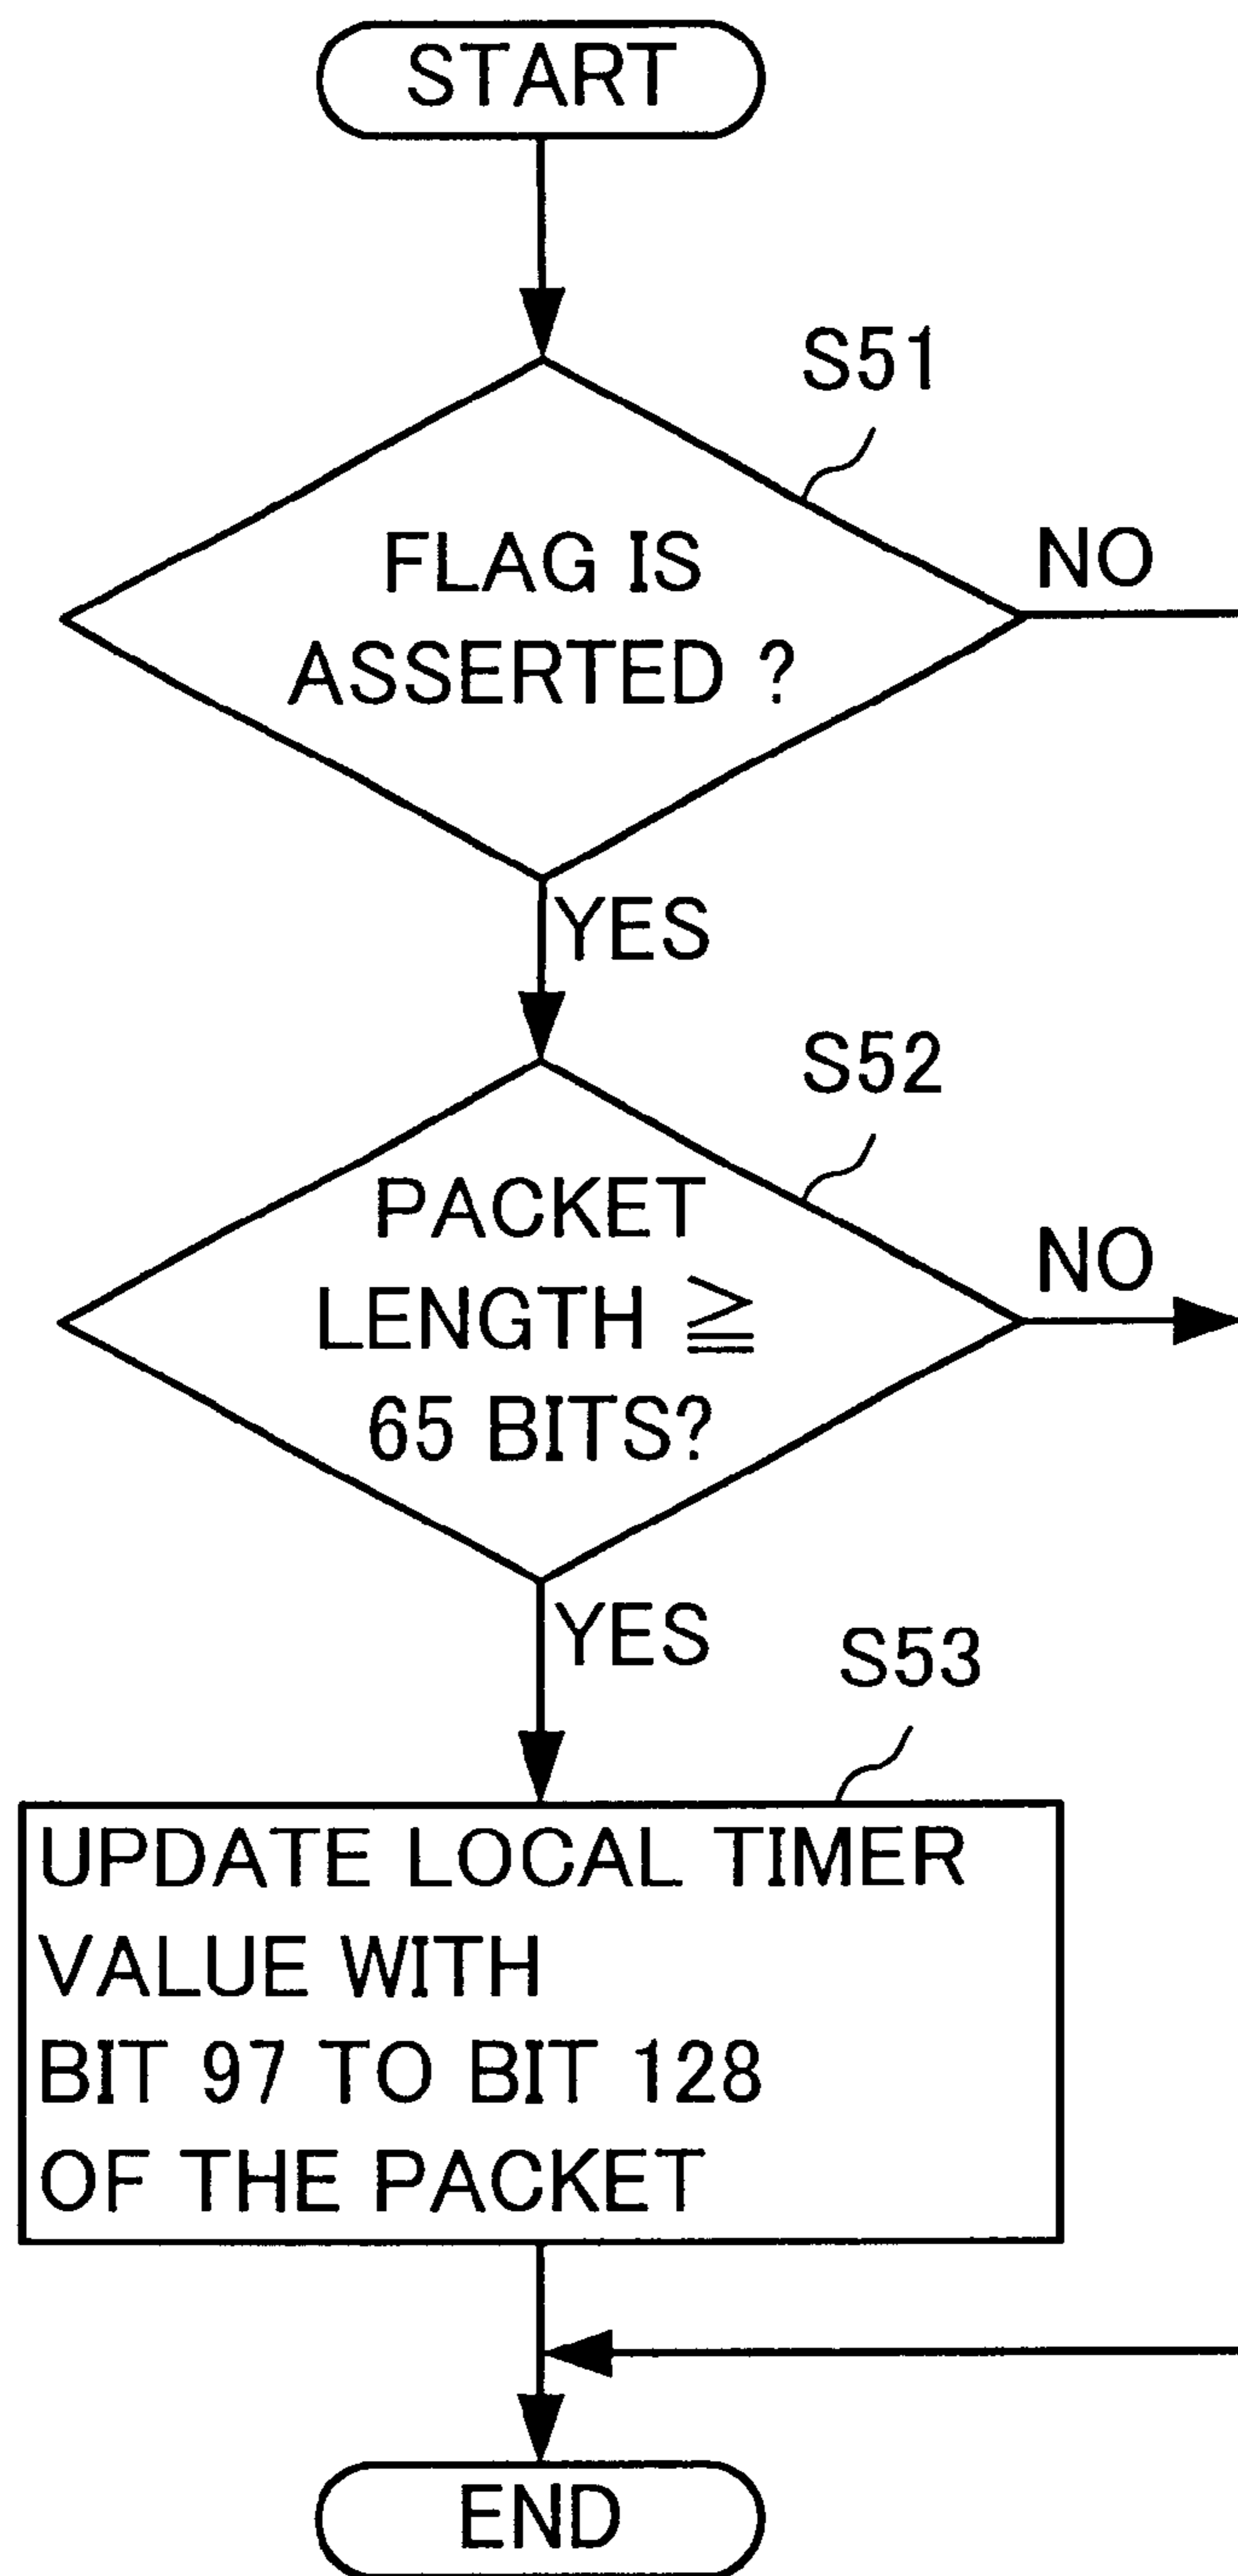 START
S51
FLAG IS
ASSERTED ?
NO
YES
S52
PACKET
LENGTH ≧
65 BITS?
NO
YES
S53
UPDATE LOCAL TIMER
VALUE WITH
BIT 97 TO BIT 128
OF THE PACKET
END